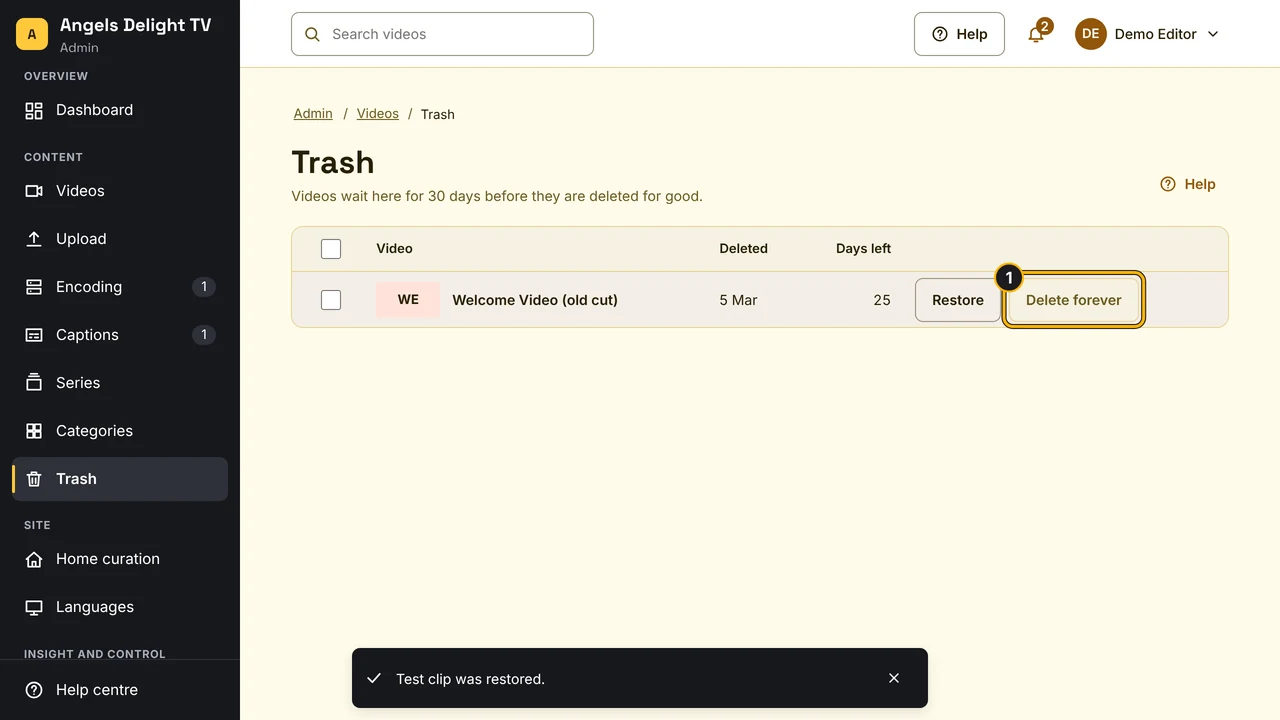 A
Angels Delight TV
Admin
OVERVIEW
Dashboard
CONTENT
Videos
Upload
Encoding 1
Captions 1
Series
Categories
Trash
SITE
Home curation
Languages
INSIGHT AND CONTROL
Help centre
Search videos
Help
2
DE Demo Editor
Admin / Videos / Trash
Trash
Videos wait here for 30 days before they are deleted for good.
Help
Video Deleted Days left
1
WE Welcome Video (old cut) 5 Mar 25 Restore Delete forever
Test clip was restored.